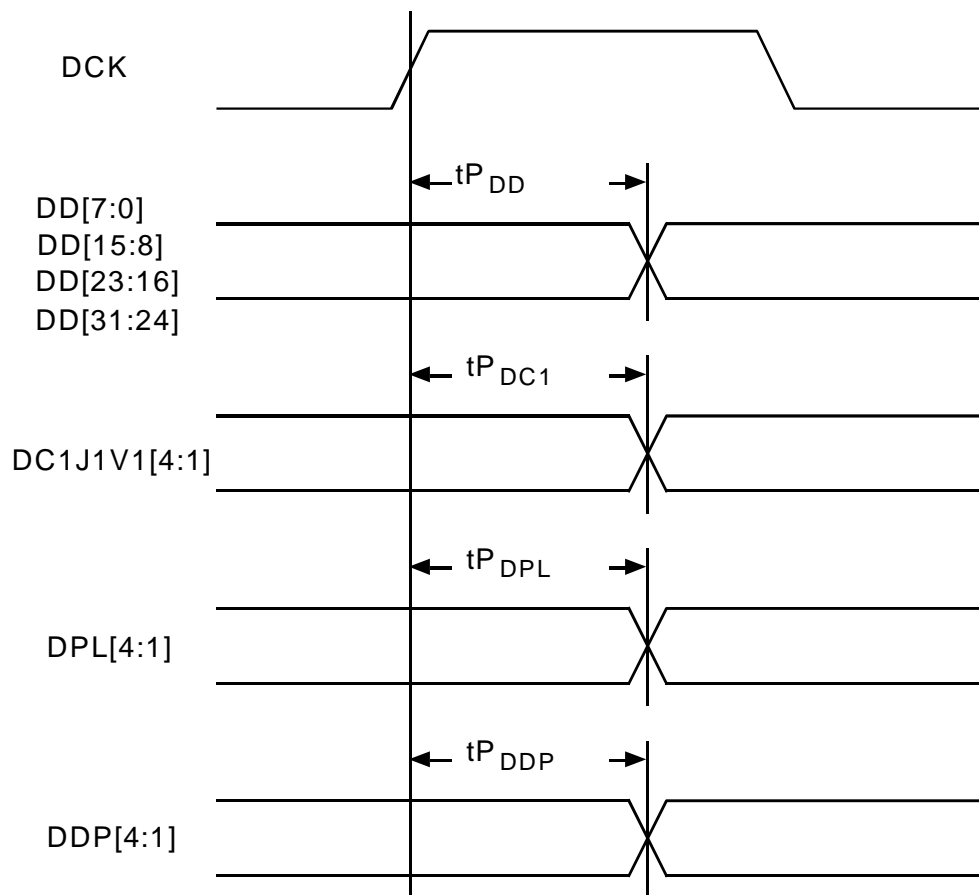 DCK
tP DD
DD[7:0]
DD[15:8]
DD[23:16]
DD[31:24]
tP DC1
DC1J1V1[4:1]
tP DPL
DPL[4:1]
tP DDP
DDP[4:1]